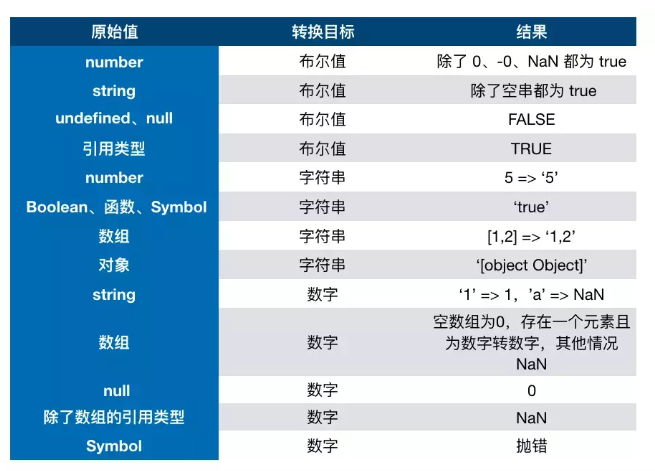 原始值 转换目标 结果
number 布尔值 除了 0、-0、NaN 都为 true
string 布尔值 除了空串都为 true
undefined、null 布尔值 FALSE
引用类型 布尔值 TRUE
number 字符串 5 => ‘5’
Boolean、函数、Symbol 字符串 ‘true’
数组 字符串 [1,2] => ‘1,2’
对象 字符串 ‘[object Object]’
string 数字 ‘1’ => 1，’a’ => NaN
数组 数字 空数组为0，存在一个元素且
为数字转数字，其他情况
NaN
null 数字 0
除了数组的引用类型 数字 NaN
Symbol 数字 抛错